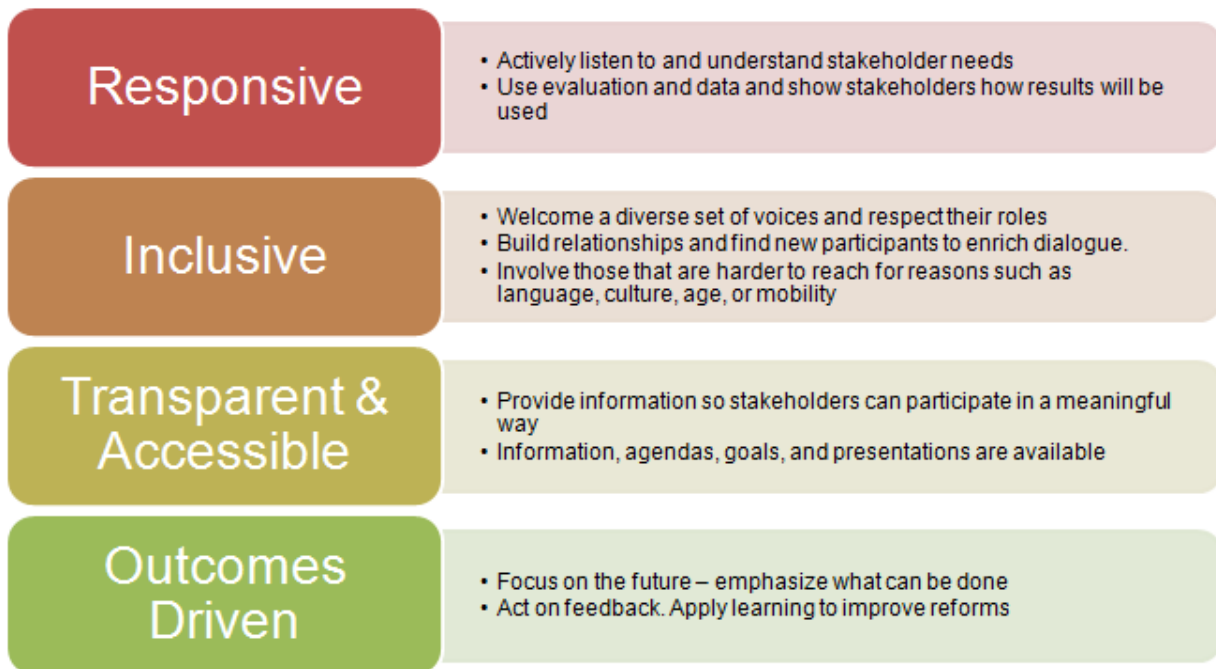 Responsive
• Actively listen to and understand stakeholder needs
• Use evaluation and data and show stakeholders how results will be
used
Inclusive
• Welcome a diverse set of voices and respect their roles
• Build relationships and find new participants to enrich dialogue.
• Involve those that are harder to reach for reasons such as
language, culture, age, or mobility
Transparent &
Accessible
• Provide information so stakeholders can participate in a meaningful
way
• Information, agendas, goals, and presentations are available
Outcomes
Driven
• Focus on the future – emphasize what can be done
• Act on feedback. Apply learning to improve reforms